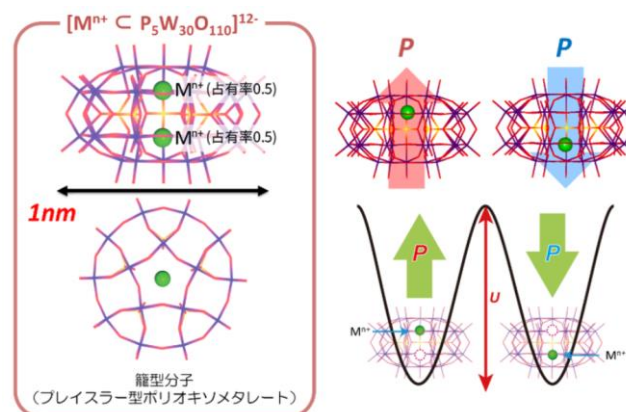 [Mn+ ⊂ P5W30O110]12-
Mn+ (占有率0.5)
Mn+ (占有率0.5)
1nm
籠型分子
(プレイスラー型ポリオキソメタレート)
P
P
P
P
U
Mn+
Mn+